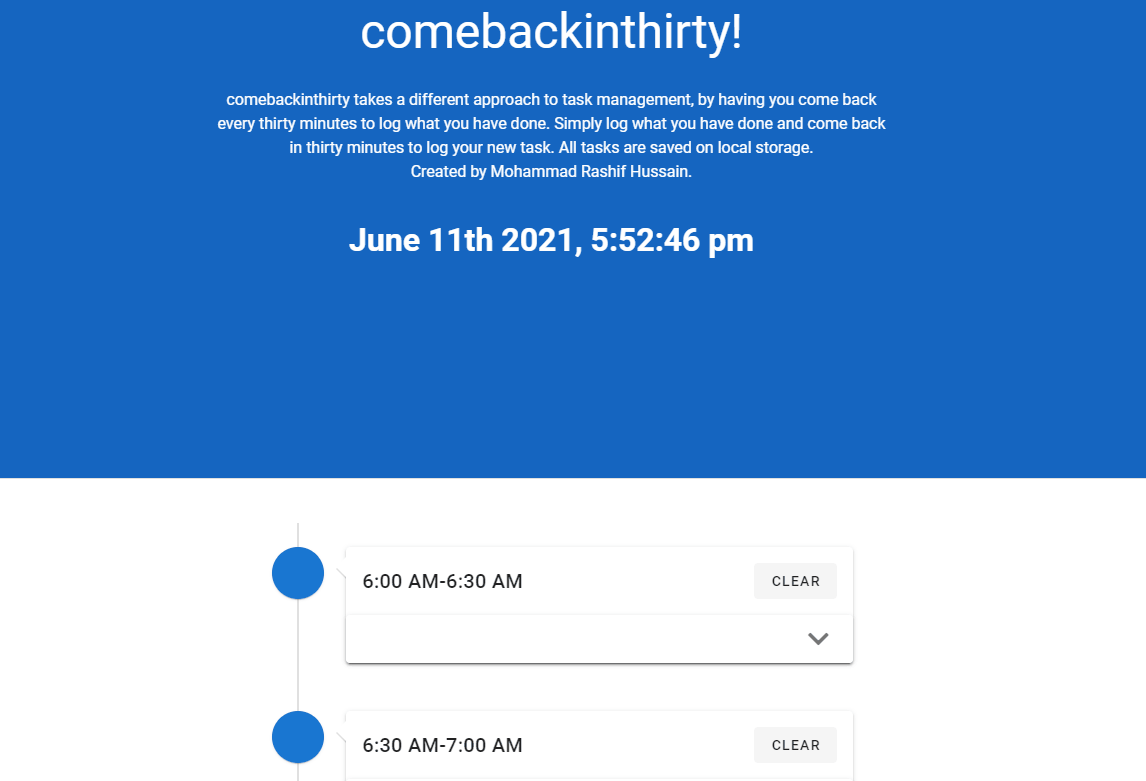 comebackinthirty!
comebackinthirty takes a different approach to task management, by having you come back
every thirty minutes to log what you have done. Simply log what you have done and come back
in thirty minutes to log your new task. All tasks are saved on local storage.
Created by Mohammad Rashif Hussain.
June 11th 2021, 5:52:46 pm
6:00 AM-6:30 AM
CLEAR
6:30 AM-7:00 AM
CLEAR